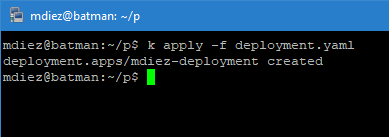 mdiez@batman: ~/p
mdiez@batman:~/p$ k apply -f deployment.yaml
deployment.apps/mdiez-deployment created
mdiez@batman:~/p$